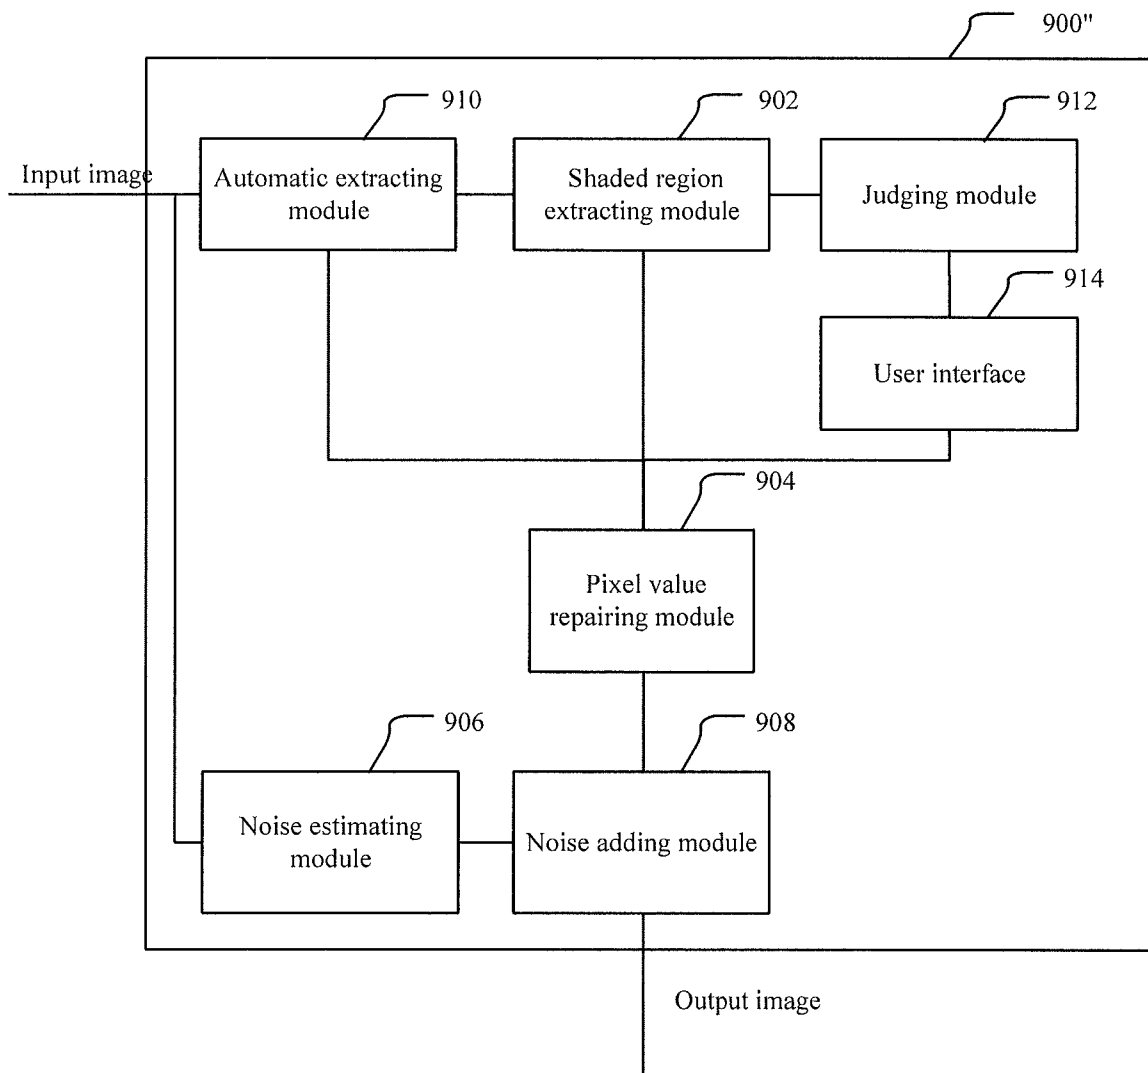 900"
910
902
912
Input image
Automatic extracting
module
Shaded region
extracting module
Judging module
914
User interface
904
Pixel value
repairing module
906
908
Noise estimating
module
Noise adding module
Output image